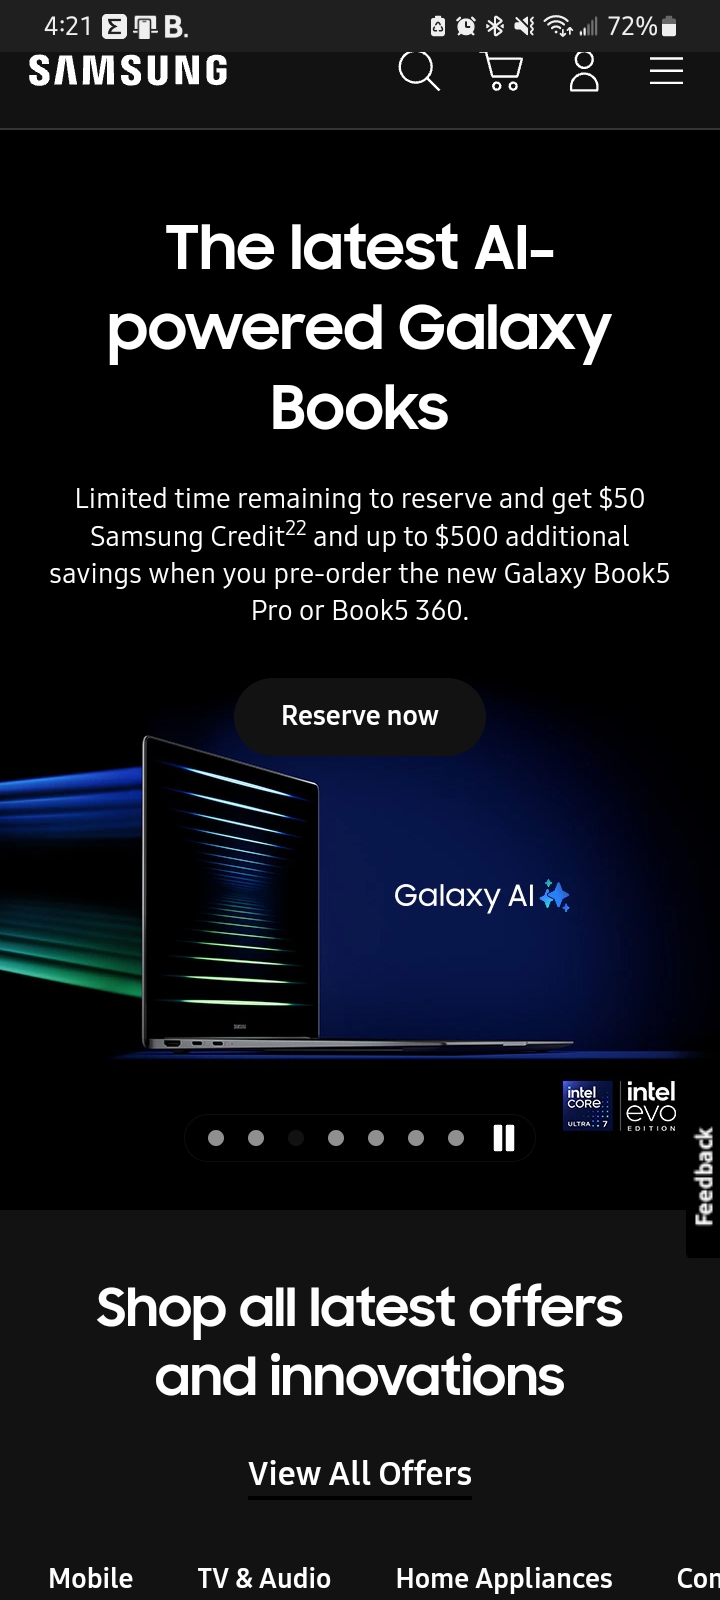 4:21 Σ B. 72%
SAMSUNG
The latest AI-
powered Galaxy
Books
Limited time remaining to reserve and get $50
Samsung Credit22 and up to $500 additional
savings when you pre-order the new Galaxy Book5
Pro or Book5 360.
Reserve now
Galaxy AI
SAMSUNG
intel
CORE
ULTRA 7
intel
evo
EDITION
Feedback
Shop all latest offers
and innovations
View All Offers
Mobile TV & Audio Home Appliances Com